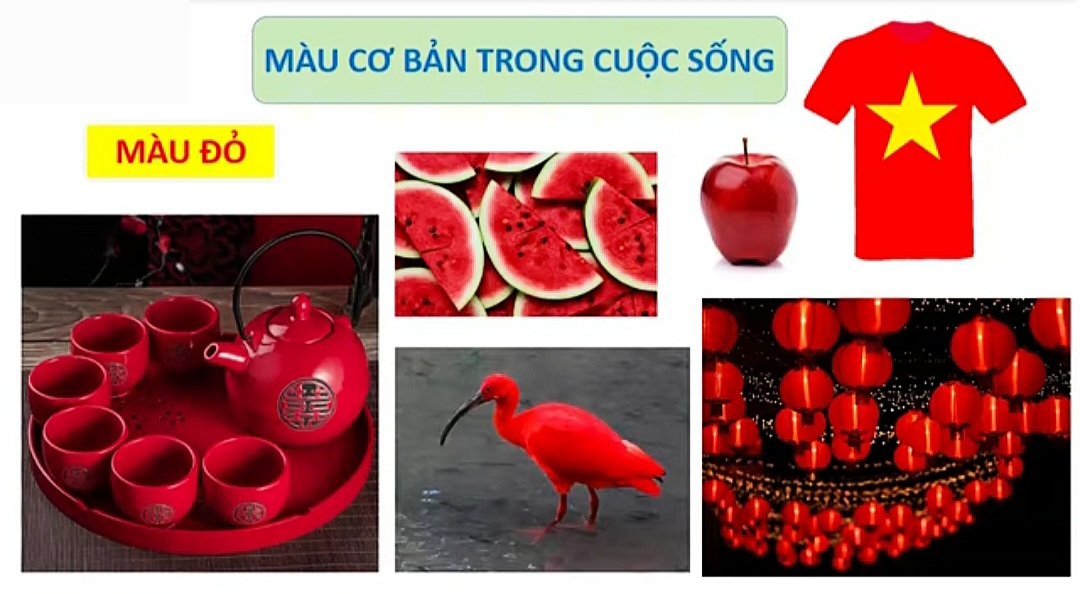 MÀU CƠ BẢN TRONG CUỘC SỐNG
MÀU ĐỎ